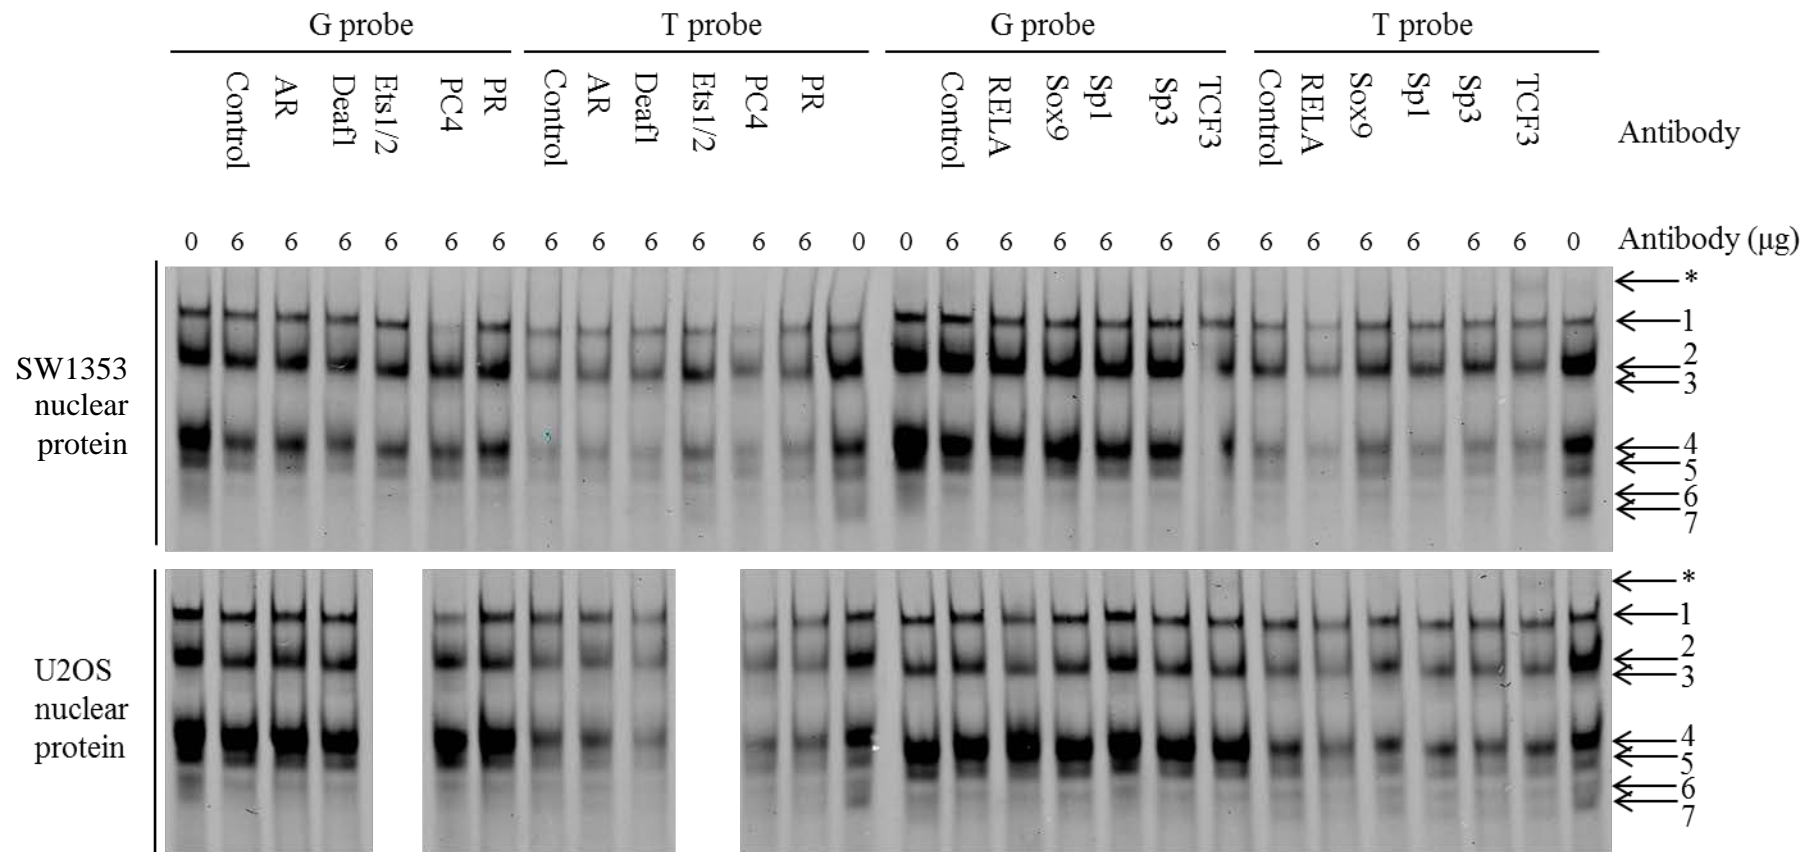 G probe T probe G probe T probe
Control AR Deaf1 Ets1/2 PC4 PR Control AR Deaf1 Ets1/2 PC4 PR Control RELA Sox9 Sp1 Sp3 TCF3 Control RELA Sox9 Sp1 Sp3 TCF3 Antibody
0 6 6 6 6 6 6 6 6 6 6 6 6 0 0 6 6 6 6 6 6 6 6 6 6 6 6 0 Antibody (μg)
SW1353
nuclear
protein
*
1
2
3
4
5
6
7
U2OS
nuclear
protein
*
1
2
3
4
5
6
7